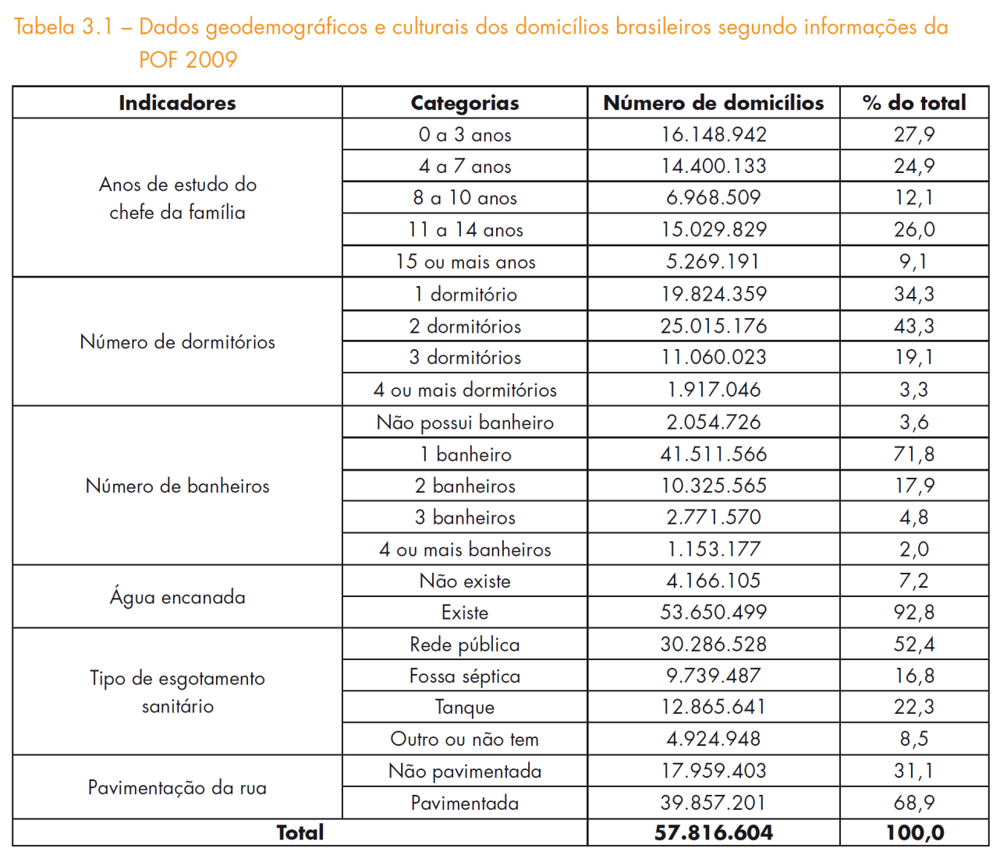 Tabela 3.1 – Dados geodemográficos e culturais dos domicílios brasileiros segundo informações da
POF 2009
Indicadores Categorias Número de domicílios % do total
Anos de estudo do
chefe da família
0 a 3 anos 16.148.942 27,9
4 a 7 anos 14.400.133 24,9
8 a 10 anos 6.968.509 12,1
11 a 14 anos 15.029.829 26,0
15 ou mais anos 5.269.191 9,1
Número de dormitórios
1 dormitório 19.824.359 34,3
2 dormitórios 25.015.176 43,3
3 dormitórios 11.060.023 19,1
4 ou mais dormitórios 1.917.046 3,3
Número de banheiros
Não possui banheiro 2.054.726 3,6
1 banheiro 41.511.566 71,8
2 banheiros 10.325.565 17,9
3 banheiros 2.771.570 4,8
4 ou mais banheiros 1.153.177 2,0
Água encanada
Não existe 4.166.105 7,2
Existe 53.650.499 92,8
Tipo de esgotamento
sanitário
Rede pública 30.286.528 52,4
Fossa séptica 9.739.487 16,8
Tanque 12.865.641 22,3
Outro ou não tem 4.924.948 8,5
Pavimentação da rua
Não pavimentada 17.959.403 31,1
Pavimentada 39.857.201 68,9
Total 57.816.604 100,0